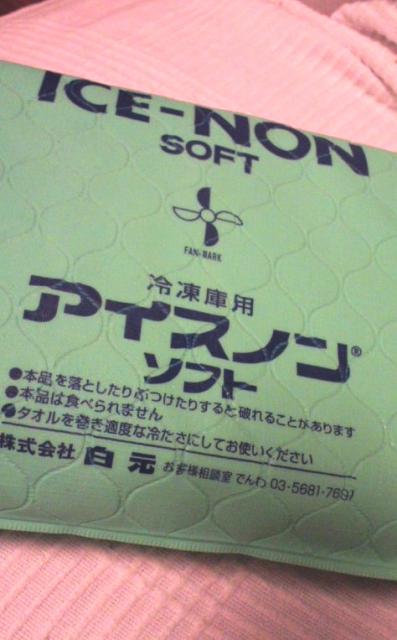 ICE-NON
SOFT
FAN-MARK
冷凍庫用
アイスノン®
ソフト
●本品を落としたりぶつけたりすると破れることがあります
●本品は食べられません
●タオルを巻き適度な冷たさにしてお使いください
株式会社 白元 お客様相談室 でんわ 03-5681-7697